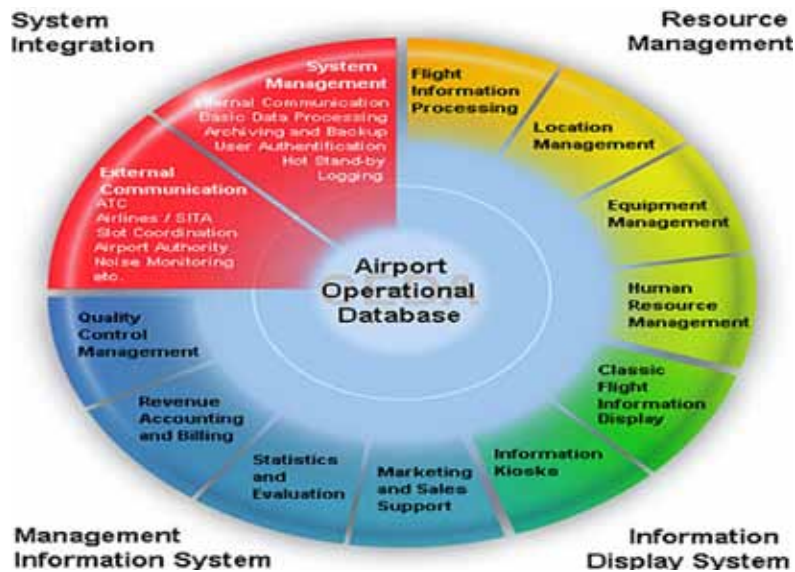 System
Integration
Resource
Management
System
Management
Internal Communication
Basic Data Processing
Archiving and Backup
User Authentification
Hot Stand-by
Logging
External
Communication
ATC
Airlines / SITA
Slot Coordination
Airport Authority
Noise Monitoring
etc.
Flight
Information
Processing
Location
Management
Equipment
Management
Human
Resource
Management
Classic
Flight
Information
Display
Information
Kiosks
Marketing
and Sales
Support
Statistics
and
Evaluation
Revenue
Accounting
and Billing
Quality
Control
Management
Airport
Operational
Database
Management
Information System
Information
Display System